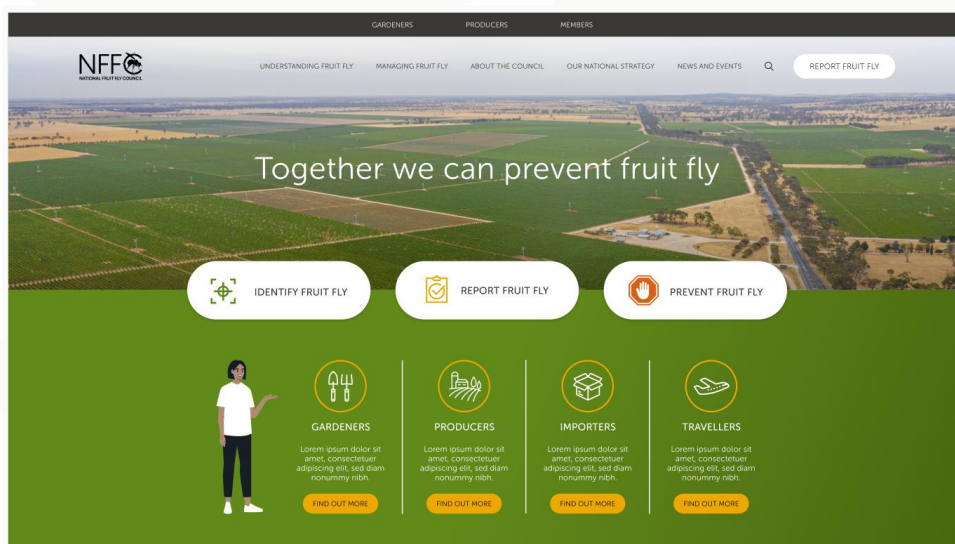 GARDENERS PRODUCERS MEMBERS
NFFC
NATIONAL FRUIT FLY COUNCIL
UNDERSTANDING FRUIT FLY MANAGING FRUIT FLY ABOUT THE COUNCIL OUR NATIONAL STRATEGY NEWS AND EVENTS REPORT FRUIT FLY
Together we can prevent fruit fly
IDENTIFY FRUIT FLY REPORT FRUIT FLY PREVENT FRUIT FLY
GARDENERS
Lorem ipsum dolor sit
amet, consectetuer
adipiscing elit, sed diam
nonummy nibh.
FIND OUT MORE
PRODUCERS
Lorem ipsum dolor sit
amet, consectetuer
adipiscing elit, sed diam
nonummy nibh.
FIND OUT MORE
IMPORTERS
Lorem ipsum dolor sit
amet, consectetuer
adipiscing elit, sed diam
nonummy nibh.
FIND OUT MORE
TRAVELLERS
Lorem ipsum dolor sit
amet, consectetuer
adipiscing elit, sed diam
nonummy nibh.
FIND OUT MORE